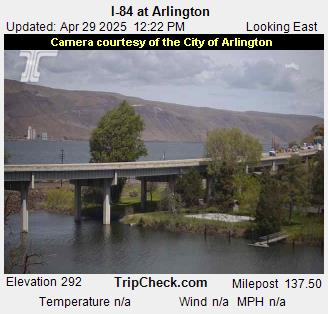 I-84 at Arlington
Updated: Apr 29 2025 12:22 PM Looking East
Camera courtesy of the City of Arlington
Elevation 292 TripCheck.com Milepost 137.50
Temperature n/a Wind n/a MPH n/a